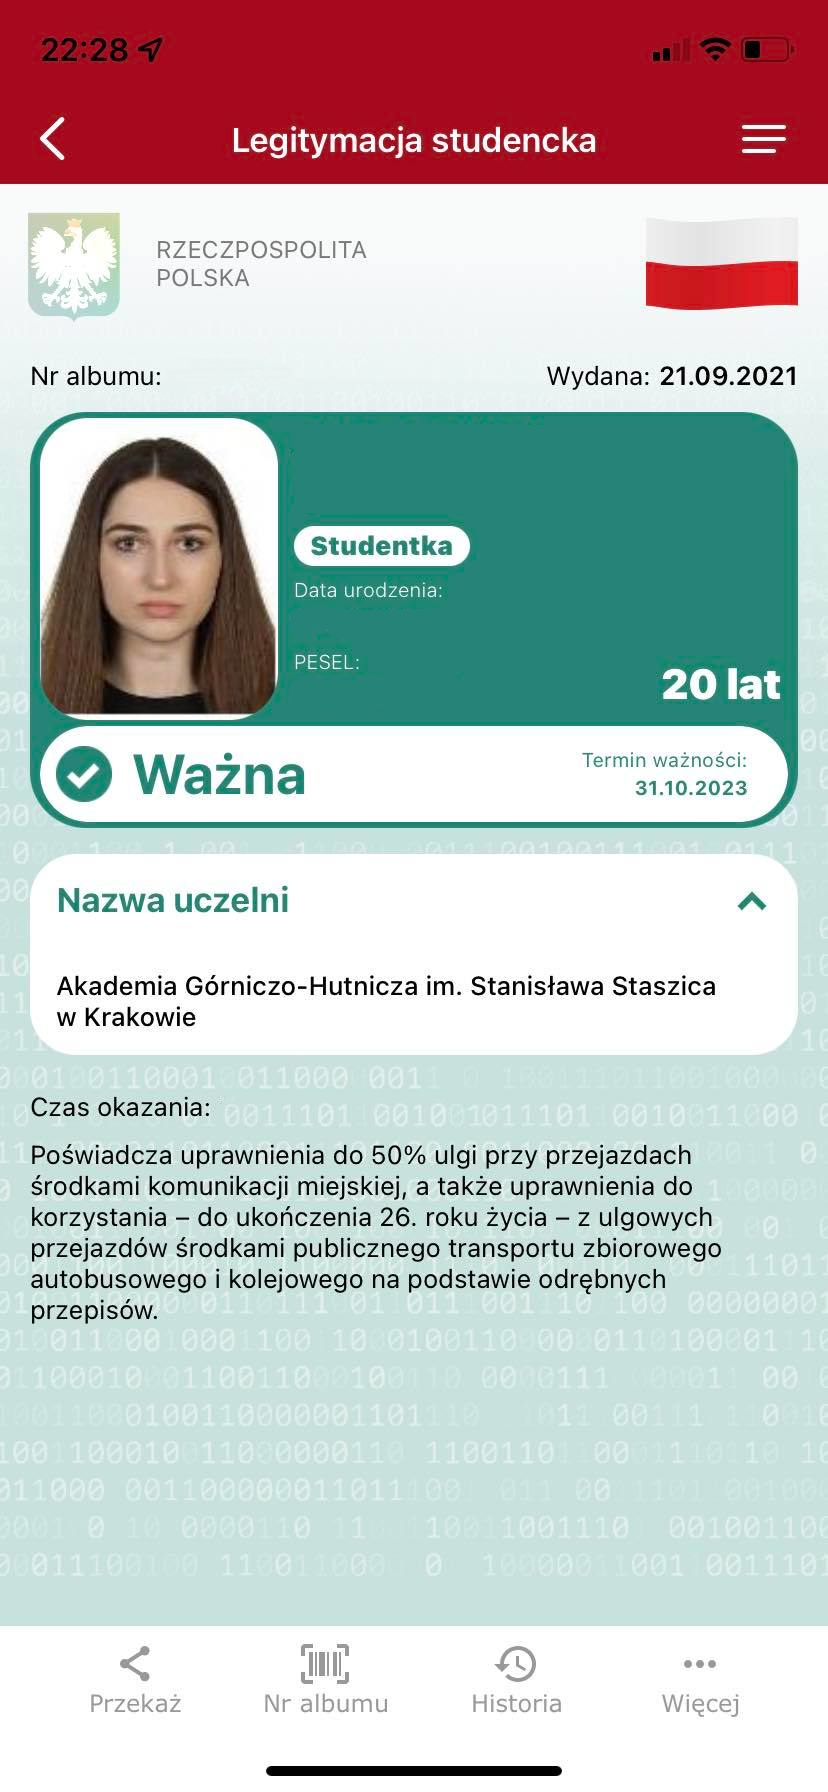 22:28
Legitymacja studencka
RZECZPOSPOLITA
POLSKA
Nr albumu:
Wydana: 21.09.2021
Studentka
Data urodzenia:
PESEL:
20 lat
Ważna
Termin ważności:
31.10.2023
Nazwa uczelni
Akademia Górniczo-Hutnicza im. Stanisława Staszica
w Krakowie
Czas okazania:
Poświadcza uprawnienia do 50% ulgi przy przejazdach
środkami komunikacji miejskiej, a także uprawnienia do
korzystania – do ukończenia 26. roku życia – z ulgowych
przejazdów środkami publicznego transportu zbiorowego
autobusowego i kolejowego na podstawie odrębnych
przepisów.
Przekaż
Nr albumu
Historia
Więcej